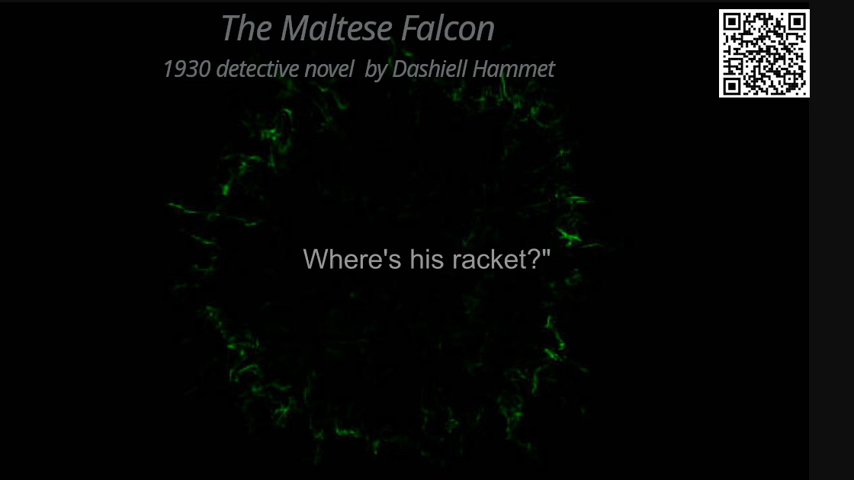 The Maltese Falcon
1930 detective novel by Dashiell Hammet
Where's his racket?"